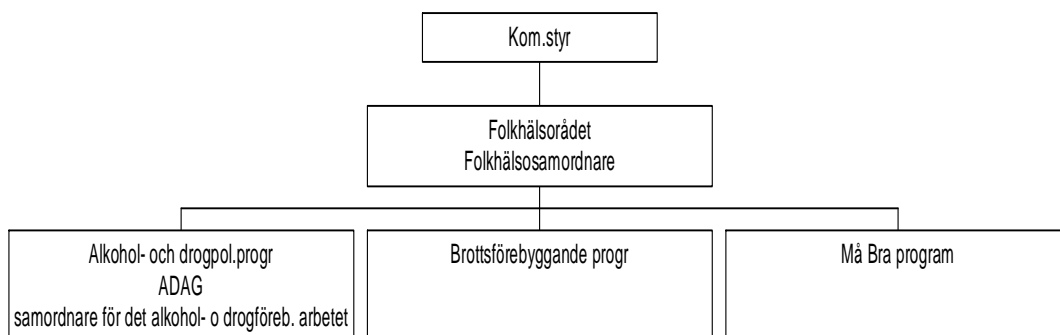 Kom.styr
Folkhälsorådet
Folkhälsosamordnare
Alkohol- och drogpol.progr
ADAG
samordnare för det alkohol- o drogföreb. arbetet
Brottsförebyggande progr
Må Bra program